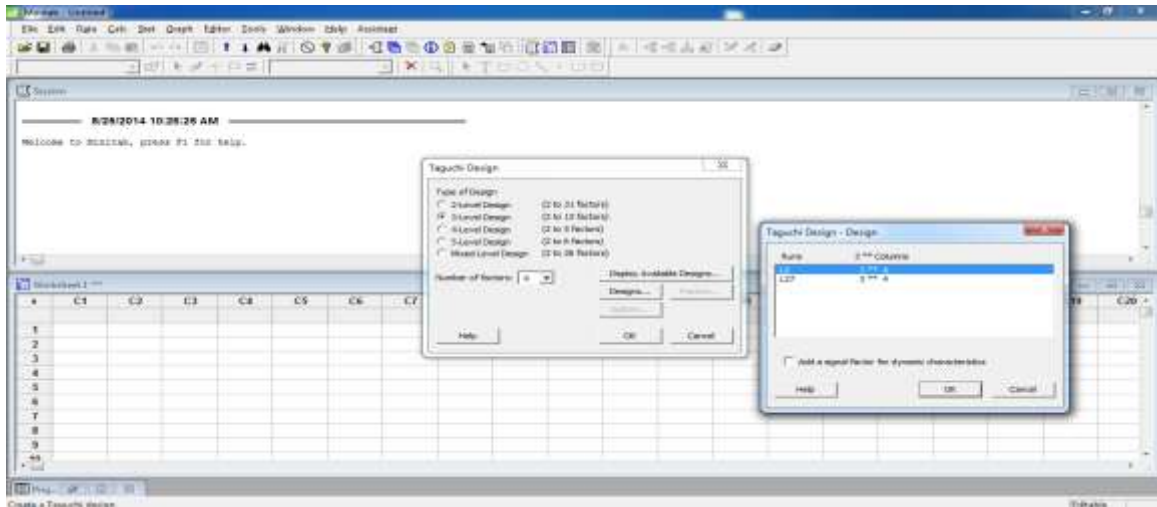 Minitab - Untitled
File Edit Data Calc Stat Graph Editor Tools Window Help Assistant
Session
8/25/2014 10:26:26 AM
Welcome to Minitab, press F1 for help.
Taguchi Design
Type of Design
2-Level Design (2 to 31 factors)
3-Level Design (2 to 13 factors)
4-Level Design (2 to 5 factors)
5-Level Design (2 to 6 factors)
Mixed Level Design (2 to 26 factors)
Number of factors: 4
Display Available Designs...
Designs...
Help
OK
Cancel
Taguchi Design - Design
Runs 3 ** Columns
L9 3 ** 4
L27 3 ** 4
Add a signal factor for dynamic characteristics
Help
OK
Cancel
Worksheet 1 ***
C1 C2 C3 C4 C5 C6 C7 C20
1
2
3
4
5
6
7
8
9
10
Create a Taguchi design
Editable